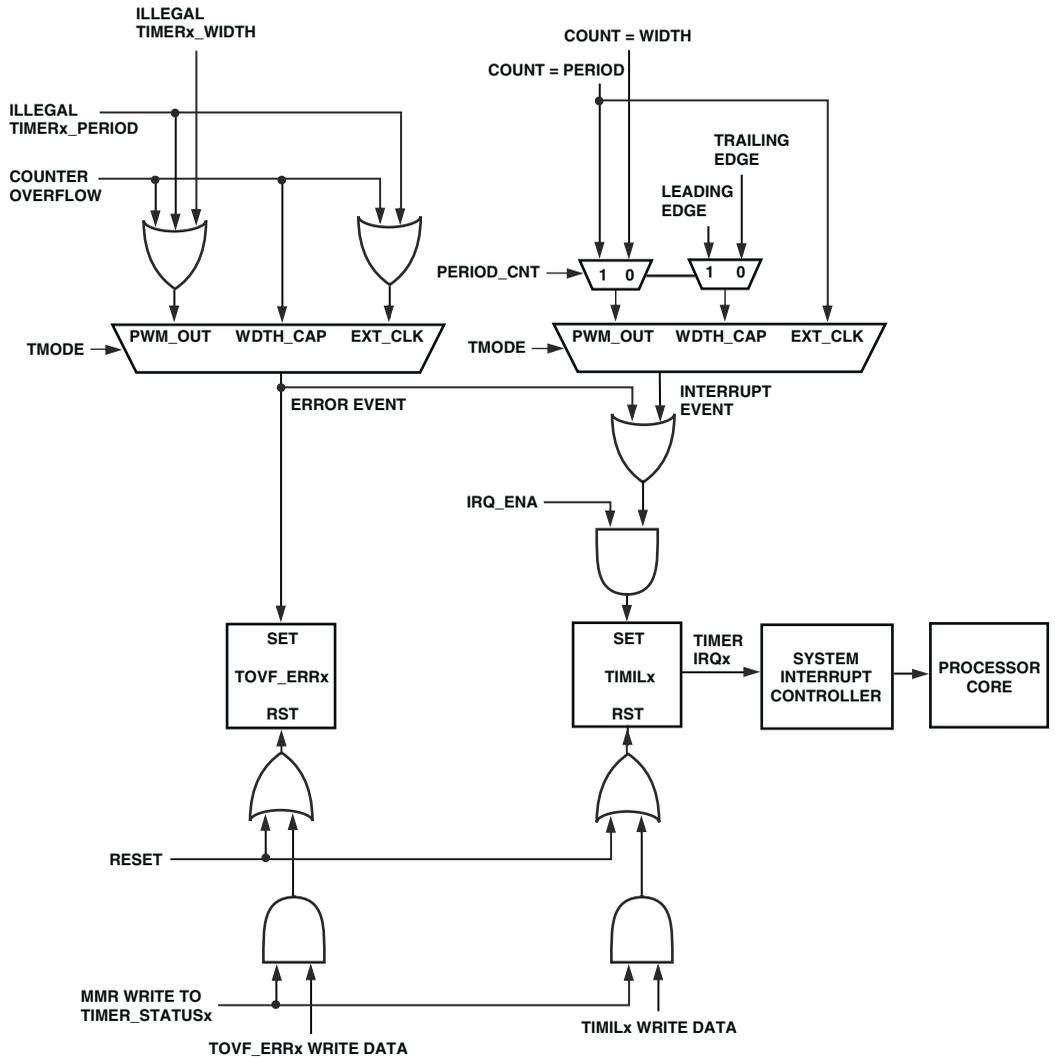 ILLEGAL
TIMERx_WIDTH
COUNT = WIDTH
COUNT = PERIOD
ILLEGAL
TIMERx_PERIOD
TRAILING
EDGE
COUNTER
OVERFLOW
LEADING
EDGE
PERIOD_CNT
1 0
1 0
TMODE
PWM_OUT WDTH_CAP EXT_CLK
TMODE
PWM_OUT WDTH_CAP EXT_CLK
ERROR EVENT
INTERRUPT
EVENT
IRQ_ENA
SET
TOVF_ERRx
RST
SET
TIMILx
RST
TIMER
IRQx
SYSTEM
INTERRUPT
CONTROLLER
PROCESSOR
CORE
RESET
MMR WRITE TO
TIMER_STATUSx
TOVF_ERRx WRITE DATA
TIMILx WRITE DATA